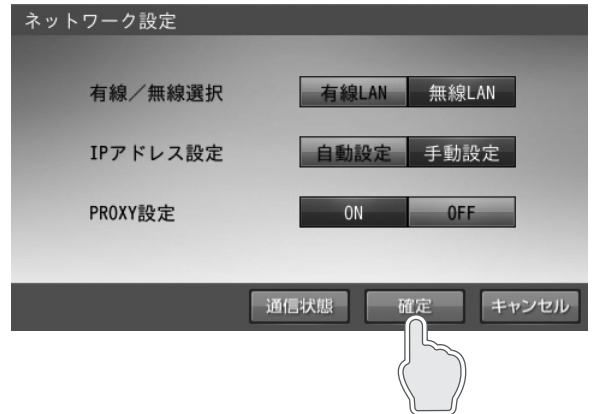 ネットワーク設定
有線／無線選択 有線LAN 無線LAN
IPアドレス設定 自動設定 手動設定
PROXY設定 ON OFF
通信状態 確定 キャンセル